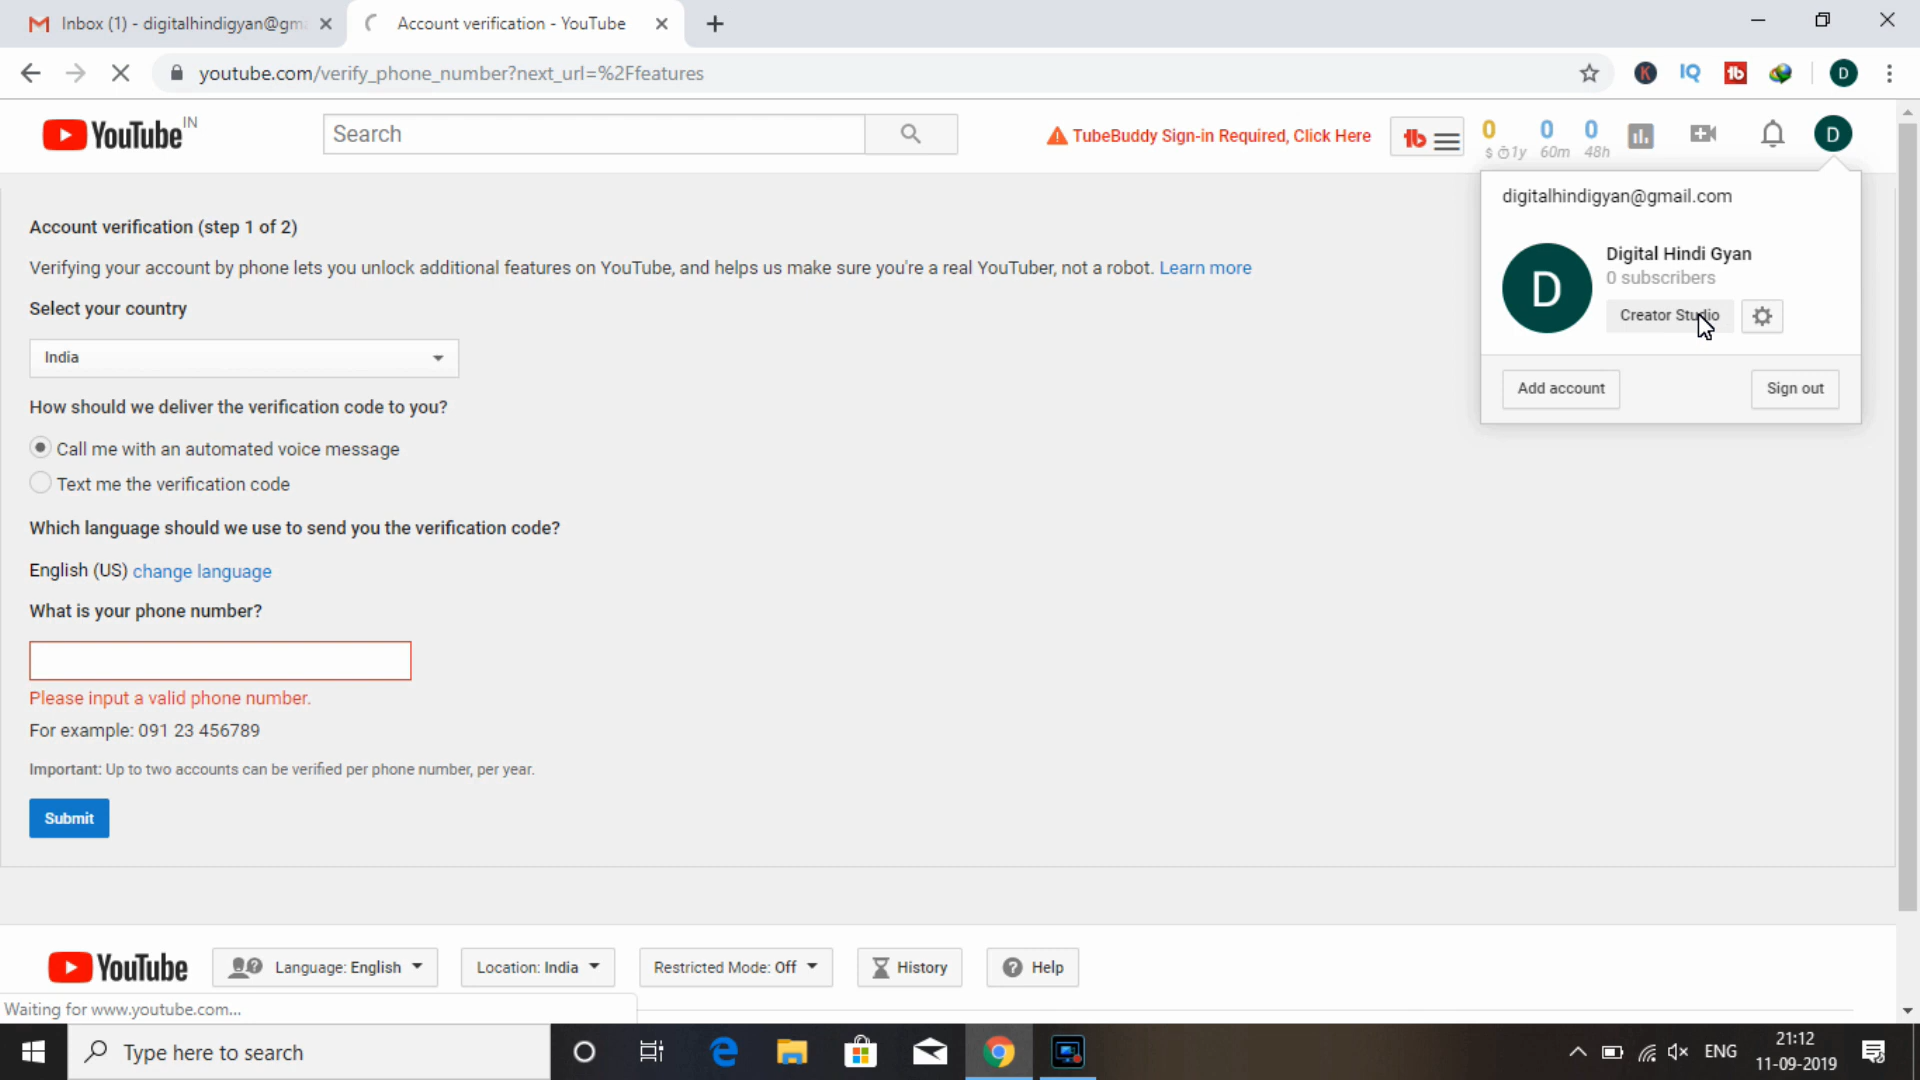 Inbox (1) - digitalhindigyan@gm
Account verification - YouTube
youtube.com/verify_phone_number?next_url=%2Ffeatures
K
IQ
tb
D
YouTube IN
Search
TubeBuddy Sign-in Required, Click Here
tb
0 0 0
$ 1y 60m 48h
D
digitalhindigyan@gmail.com
D
Digital Hindi Gyan
0 subscribers
Creator Studio
Add account
Sign out
Account verification (step 1 of 2)
Verifying your account by phone lets you unlock additional features on YouTube, and helps us make sure you're a real YouTuber, not a robot. Learn more
Select your country
India
How should we deliver the verification code to you?
Call me with an automated voice message
Text me the verification code
Which language should we use to send you the verification code?
English (US) change language
What is your phone number?
Please input a valid phone number.
For example: 091 23 456789
Important: Up to two accounts can be verified per phone number, per year.
Submit
YouTube
Language: English
Location: India
Restricted Mode: Off
History
Help
Waiting for www.youtube.com...
Type here to search
ENG
21:12
11-09-2019